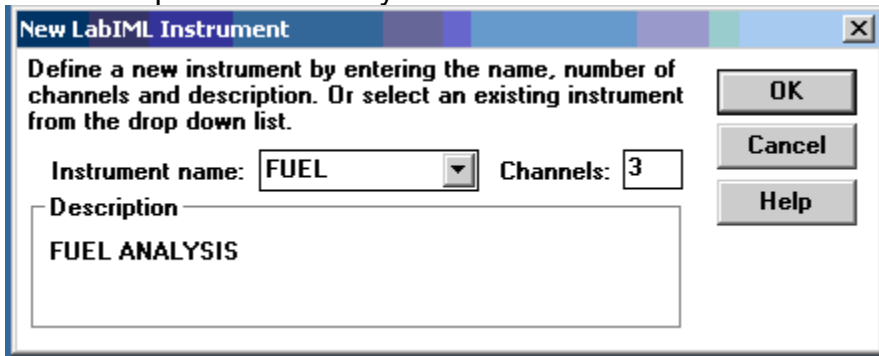 New LabIML Instrument
Define a new instrument by entering the name, number of
channels and description. Or select an existing instrument
from the drop down list.
OK
Cancel
Help
Instrument name: FUEL Channels: 3
Description
FUEL ANALYSIS